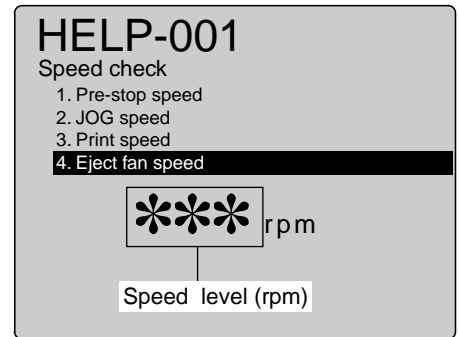 HELP-001
Speed check
1. Pre-stop speed
2. JOG speed
3. Print speed
4. Eject fan speed
*** rpm
Speed level (rpm)